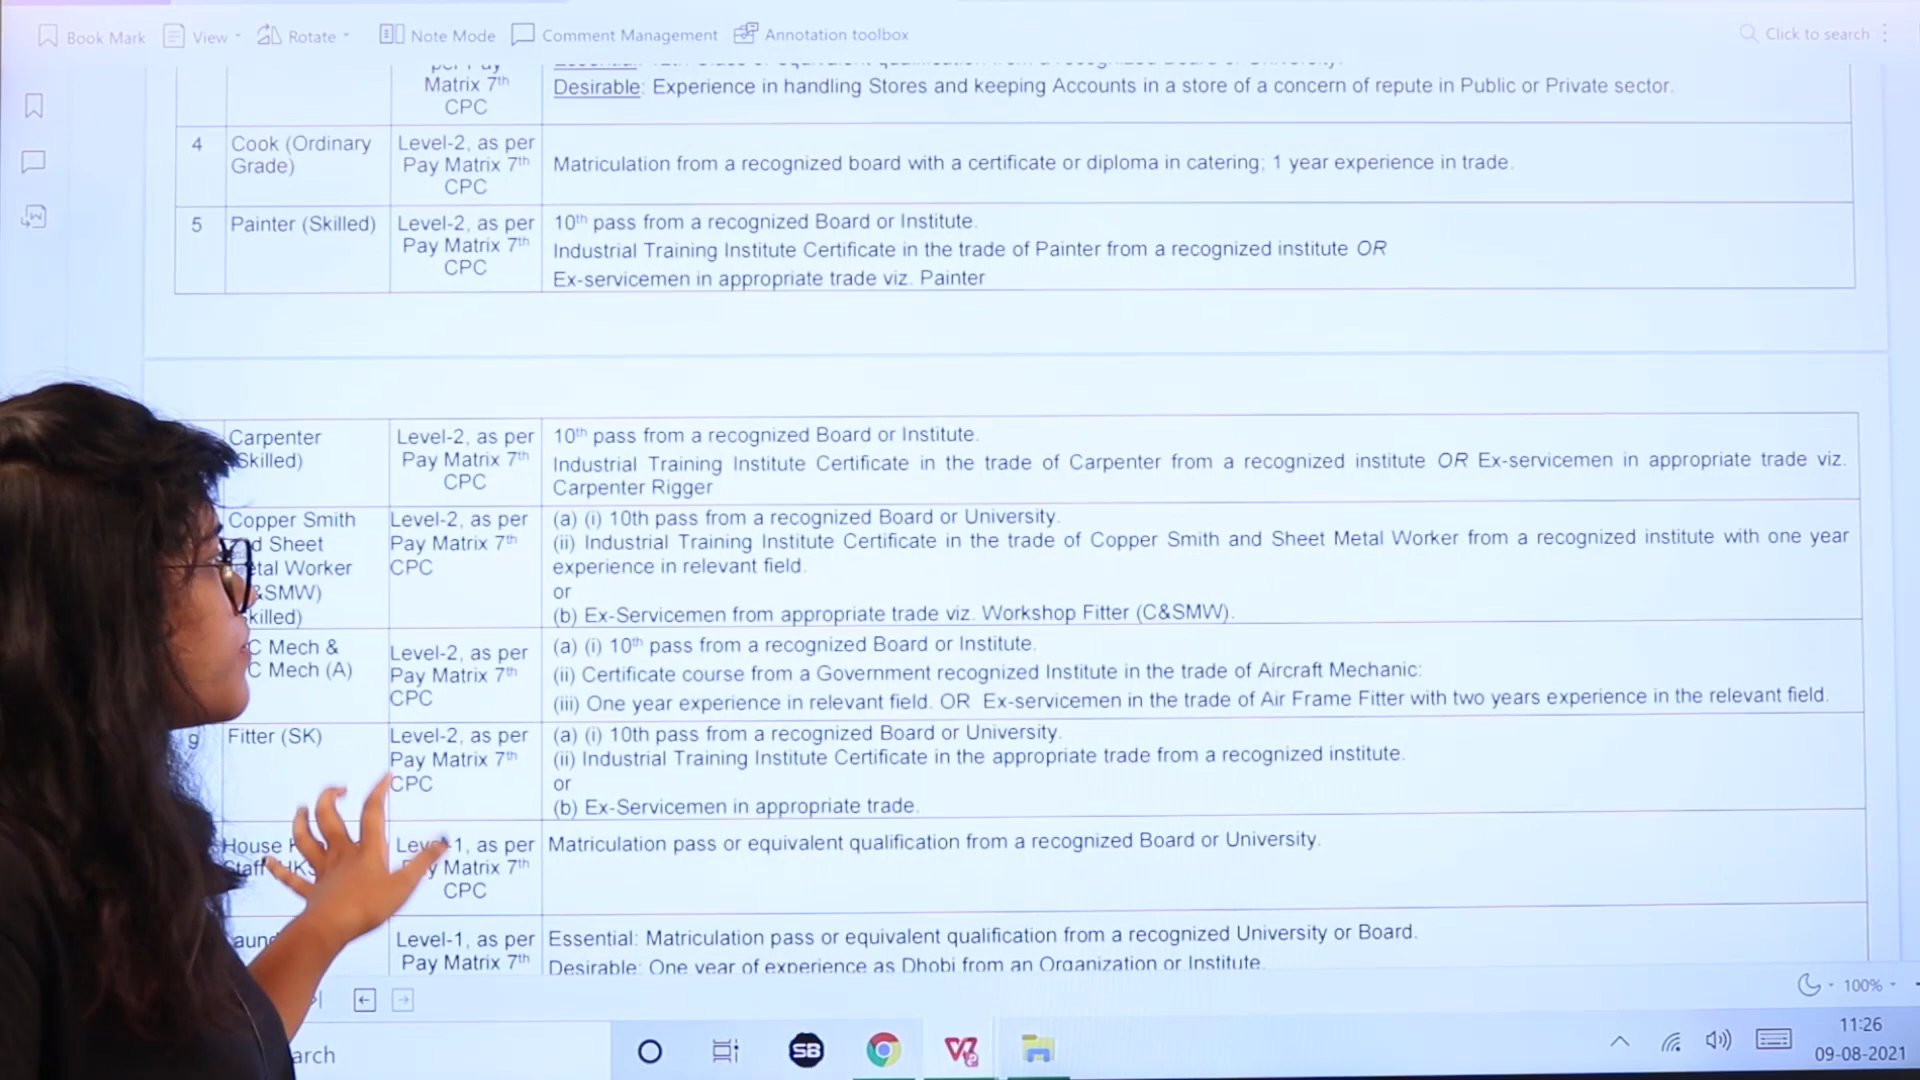 Book Mark View Rotate Note Mode Comment Management Annotation toolbox Click to search
Matrix 7th
CPC
Desirable: Experience in handling Stores and keeping Accounts in a store of a concern of repute in Public or Private sector.
4
Cook (Ordinary
Grade)
Level-2, as per
Pay Matrix 7th
CPC
Matriculation from a recognized board with a certificate or diploma in catering; 1 year experience in trade.
5
Painter (Skilled)
Level-2, as per
Pay Matrix 7th
CPC
10th pass from a recognized Board or Institute.
Industrial Training Institute Certificate in the trade of Painter from a recognized institute OR
Ex-servicemen in appropriate trade viz. Painter
Carpenter
Skilled)
Level-2, as per
Pay Matrix 7th
CPC
10th pass from a recognized Board or Institute.
Industrial Training Institute Certificate in the trade of Carpenter from a recognized institute OR Ex-servicemen in appropriate trade viz.
Carpenter Rigger
Copper Smith
d Sheet
etal Worker
&SMW)
killed)
Level-2, as per
Pay Matrix 7th
CPC
(a) (i) 10th pass from a recognized Board or University.
(ii) Industrial Training Institute Certificate in the trade of Copper Smith and Sheet Metal Worker from a recognized institute with one year
experience in relevant field.
or
(b) Ex-Servicemen from appropriate trade viz. Workshop Fitter (C&SMW).
C Mech &
C Mech (A)
Level-2, as per
Pay Matrix 7th
CPC
(a) (i) 10th pass from a recognized Board or Institute.
(ii) Certificate course from a Government recognized Institute in the trade of Aircraft Mechanic:
(iii) One year experience in relevant field. OR Ex-servicemen in the trade of Air Frame Fitter with two years experience in the relevant field.
9
Fitter (SK)
Level-2, as per
Pay Matrix 7th
CPC
(a) (i) 10th pass from a recognized Board or University.
(ii) Industrial Training Institute Certificate in the appropriate trade from a recognized institute.
or
(b) Ex-Servicemen in appropriate trade.
House
Staff
Level-1, as per
Matrix 7th
CPC
Matriculation pass or equivalent qualification from a recognized Board or University.
Level-1, as per
Pay Matrix 7th
Essential: Matriculation pass or equivalent qualification from a recognized University or Board.
Desirable: One year of experience as Dhobi from an Organization or Institute.
100%
arch
SB
11:26
09-08-2021